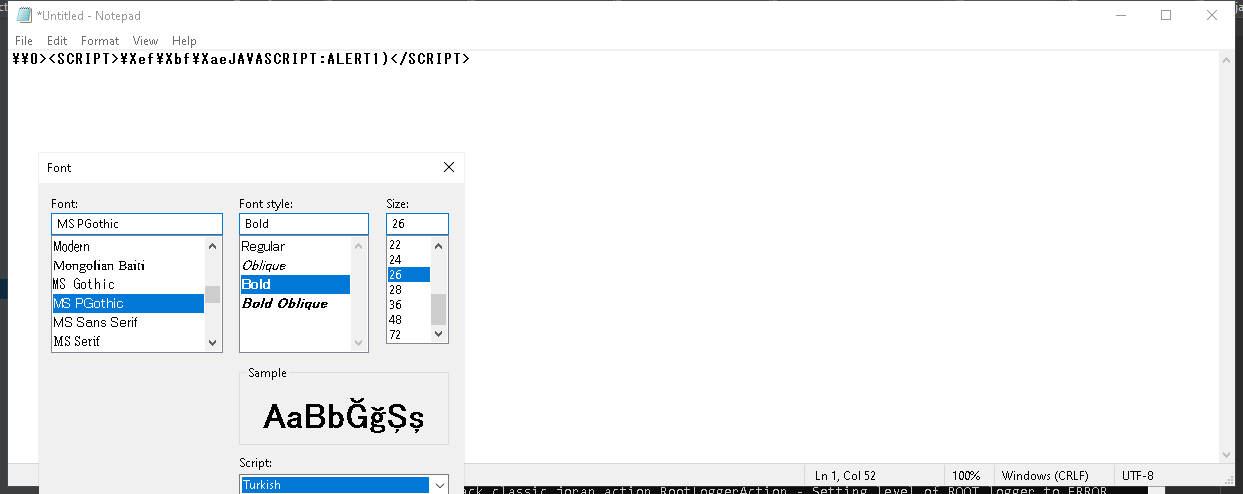 *Untitled - Notepad
File Edit Format View Help
¥¥0><SCRIPT>¥Xef¥Xbf¥XaeJAVASCRIPT:ALERT1)</SCRIPT>
Font
Font: Font style: Size:
MS PGothic Bold 26
Modern Regular 22
Mongolian Baiti Oblique 24
MS Gothic Bold 26
MS PGothic Bold Oblique 28
MS Sans Serif 36
MS Serif 48
72
Sample
AaBbĞğŞş
Script:
Turkish
Ln 1, Col 52 100% Windows (CRLF) UTF-8
ack classic joran action RootLoggerAction - Setting level of ROOT logger to ERROR